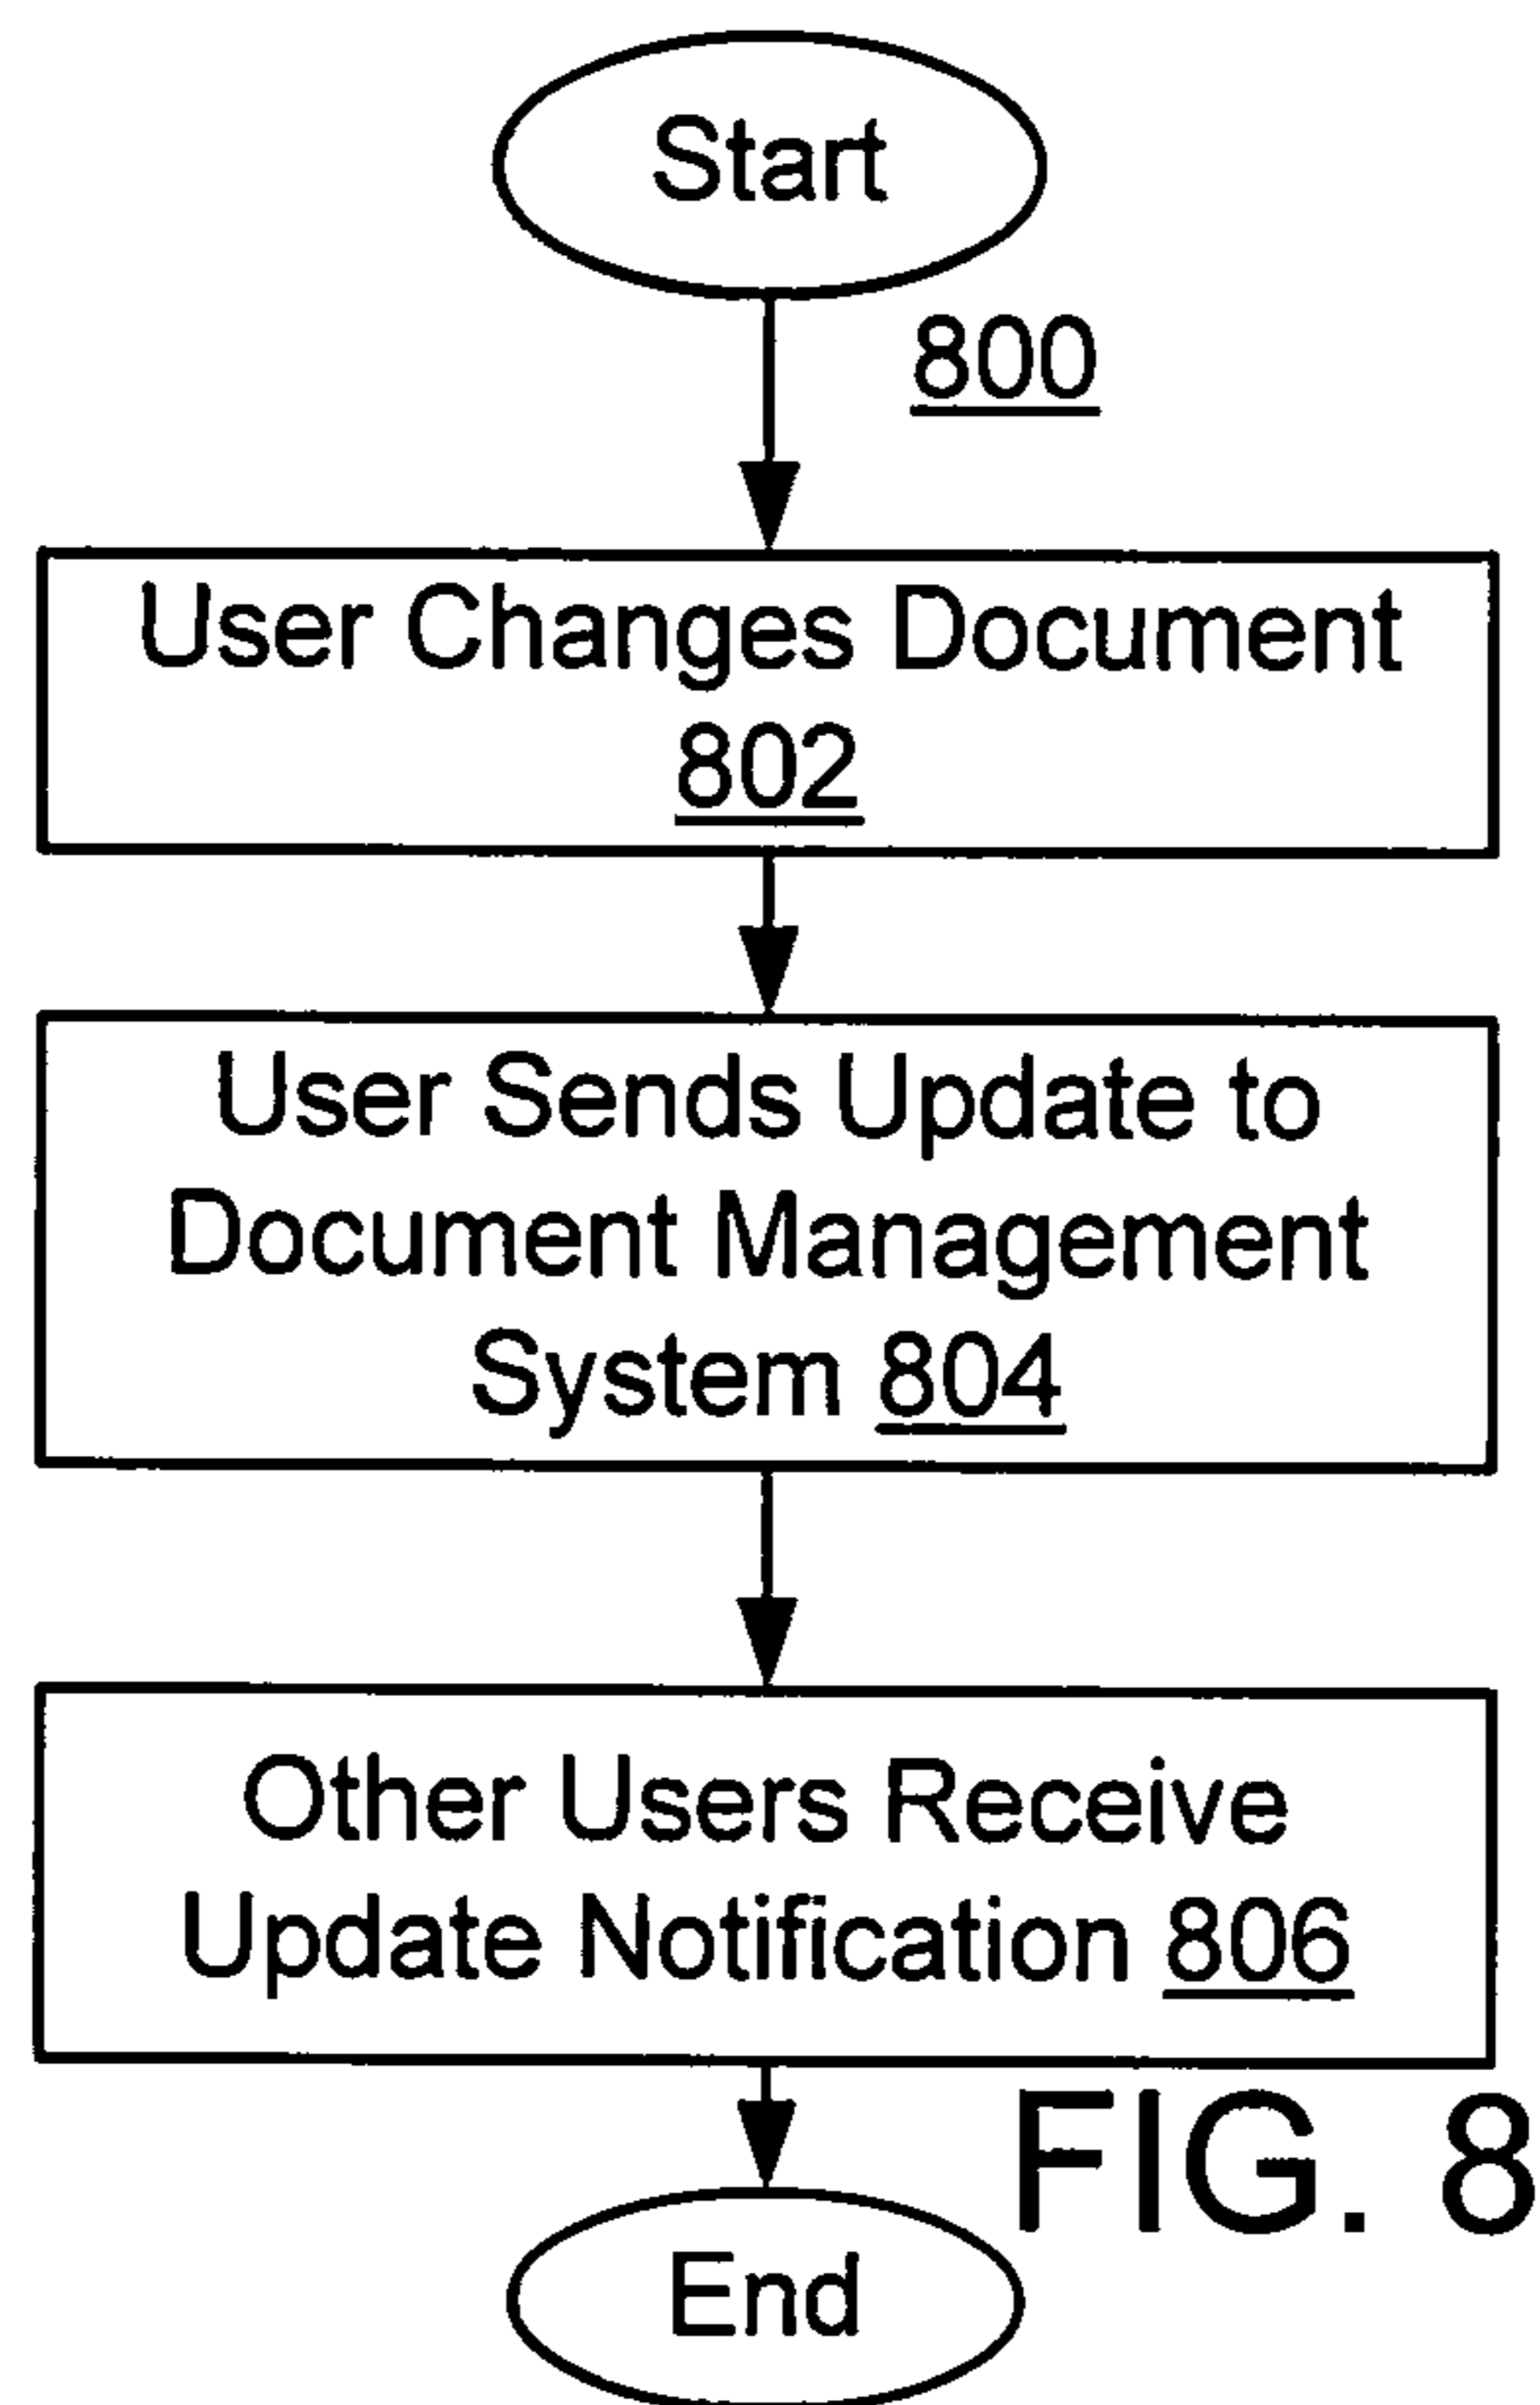 Start
800
User Changes Document
802
User Sends Update to
Document Management
System 804
Other Users Receive
Update Notification 806
FIG. 8
End